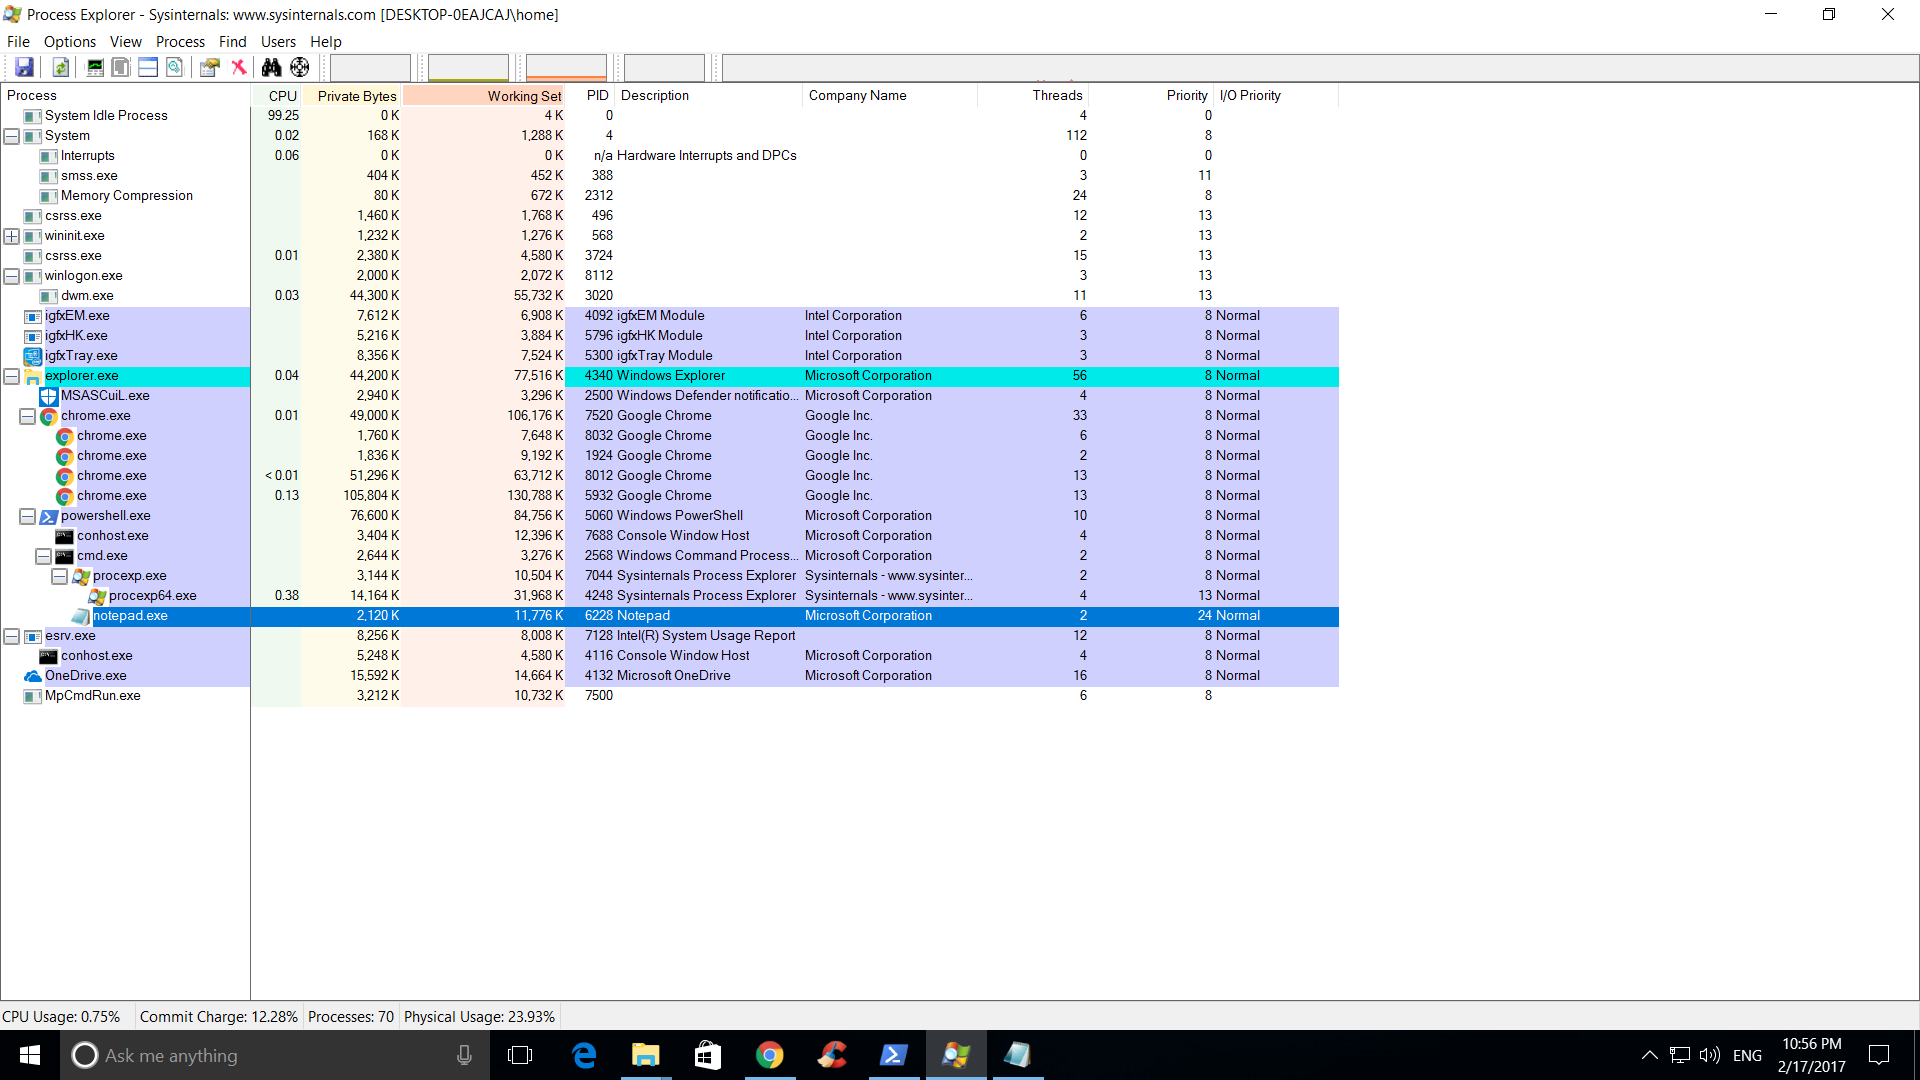 Process Explorer - Sysinternals: www.sysinternals.com [DESKTOP-0EAJCAJ\home]
File Options View Process Find Users Help
Process CPU Private Bytes Working Set PID Description Company Name Threads Priority I/O Priority
System Idle Process 99.25 0 K 4 K 0 4 0
System 0.02 168 K 1,288 K 4 112 8
Interrupts 0.06 0 K 0 K n/a Hardware Interrupts and DPCs 0 0
smss.exe 404 K 452 K 388 3 11
Memory Compression 80 K 672 K 2312 24 8
csrss.exe 1,460 K 1,768 K 496 12 13
wininit.exe 1,232 K 1,276 K 568 2 13
csrss.exe 0.01 2,380 K 4,580 K 3724 15 13
winlogon.exe 2,000 K 2,072 K 8112 3 13
dwm.exe 0.03 44,300 K 55,732 K 3020 11 13
igfxEM.exe 7,612 K 6,908 K 4092 igfxEM Module Intel Corporation 6 8 Normal
igfxHK.exe 5,216 K 3,884 K 5796 igfxHK Module Intel Corporation 3 8 Normal
igfxTray.exe 8,356 K 7,524 K 5300 igfxTray Module Intel Corporation 3 8 Normal
explorer.exe 0.04 44,200 K 77,516 K 4340 Windows Explorer Microsoft Corporation 56 8 Normal
MSASCuiL.exe 2,940 K 3,296 K 2500 Windows Defender notificatio... Microsoft Corporation 4 8 Normal
chrome.exe 0.01 49,000 K 106,176 K 7520 Google Chrome Google Inc. 33 8 Normal
chrome.exe 1,760 K 7,648 K 8032 Google Chrome Google Inc. 6 8 Normal
chrome.exe 1,836 K 9,192 K 1924 Google Chrome Google Inc. 2 8 Normal
chrome.exe < 0.01 51,296 K 63,712 K 8012 Google Chrome Google Inc. 13 8 Normal
chrome.exe 0.13 105,804 K 130,788 K 5932 Google Chrome Google Inc. 13 8 Normal
powershell.exe 76,600 K 84,756 K 5060 Windows PowerShell Microsoft Corporation 10 8 Normal
conhost.exe 3,404 K 12,396 K 7688 Console Window Host Microsoft Corporation 4 8 Normal
cmd.exe 2,644 K 3,276 K 2568 Windows Command Process... Microsoft Corporation 2 8 Normal
procexp.exe 3,144 K 10,504 K 7044 Sysinternals Process Explorer Sysinternals - www.sysinter... 2 8 Normal
procexp64.exe 0.38 14,164 K 31,968 K 4248 Sysinternals Process Explorer Sysinternals - www.sysinter... 4 13 Normal
notepad.exe 2,120 K 11,776 K 6228 Notepad Microsoft Corporation 2 24 Normal
esrv.exe 8,256 K 8,008 K 7128 Intel(R) System Usage Report 12 8 Normal
conhost.exe 5,248 K 4,580 K 4116 Console Window Host Microsoft Corporation 4 8 Normal
OneDrive.exe 15,592 K 14,664 K 4132 Microsoft OneDrive Microsoft Corporation 16 8 Normal
MpCmdRun.exe 3,212 K 10,732 K 7500 6 8
CPU Usage: 0.75% Commit Charge: 12.28% Processes: 70 Physical Usage: 23.93%
Ask me anything
ENG
10:56 PM
2/17/2017